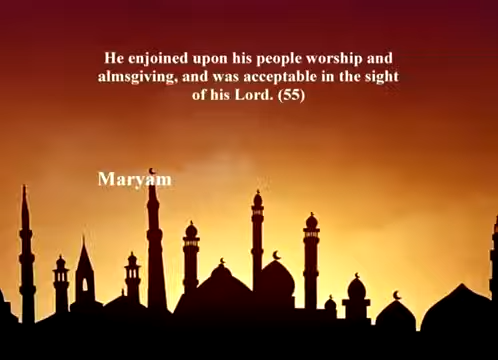 He enjoined upon his people worship and
almsgiving, and was acceptable in the sight
of his Lord. (55)
Maryam